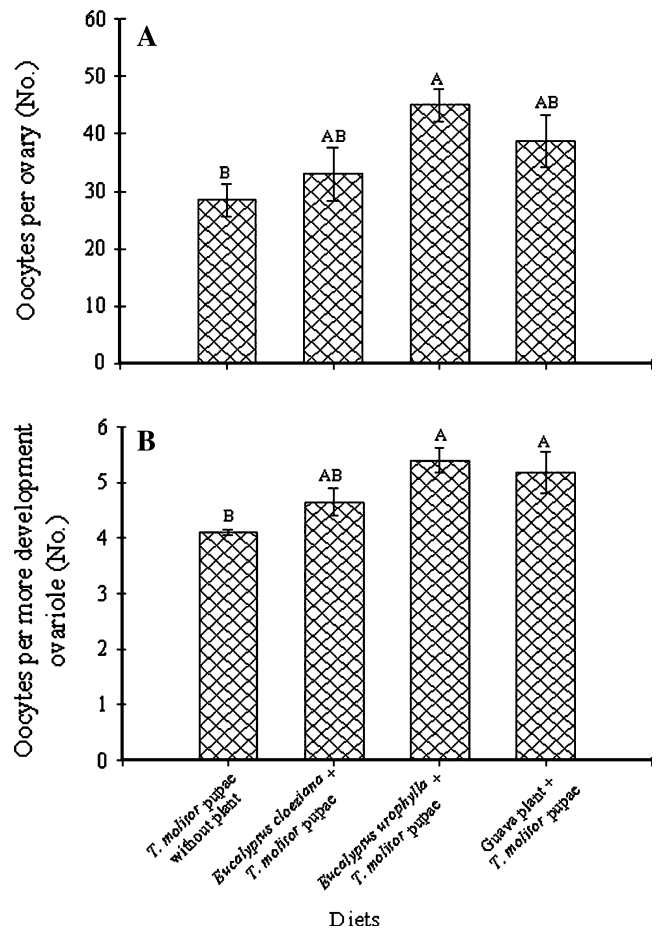 A
Oocytes per ovary (No.)
60
50
40
30
20
10
0
B
AB
A
AB
B
Oocytes per more development
ovariole (No.)
6
5
4
3
2
1
0
B
AB
A
A
T. molitor pupae
without plant
Eucalyprus cloeziana +
T. molitor pupae
Eucalyprus urophylla +
T. molitor pupae
Guava plant +
T. molitor pupae
Diets